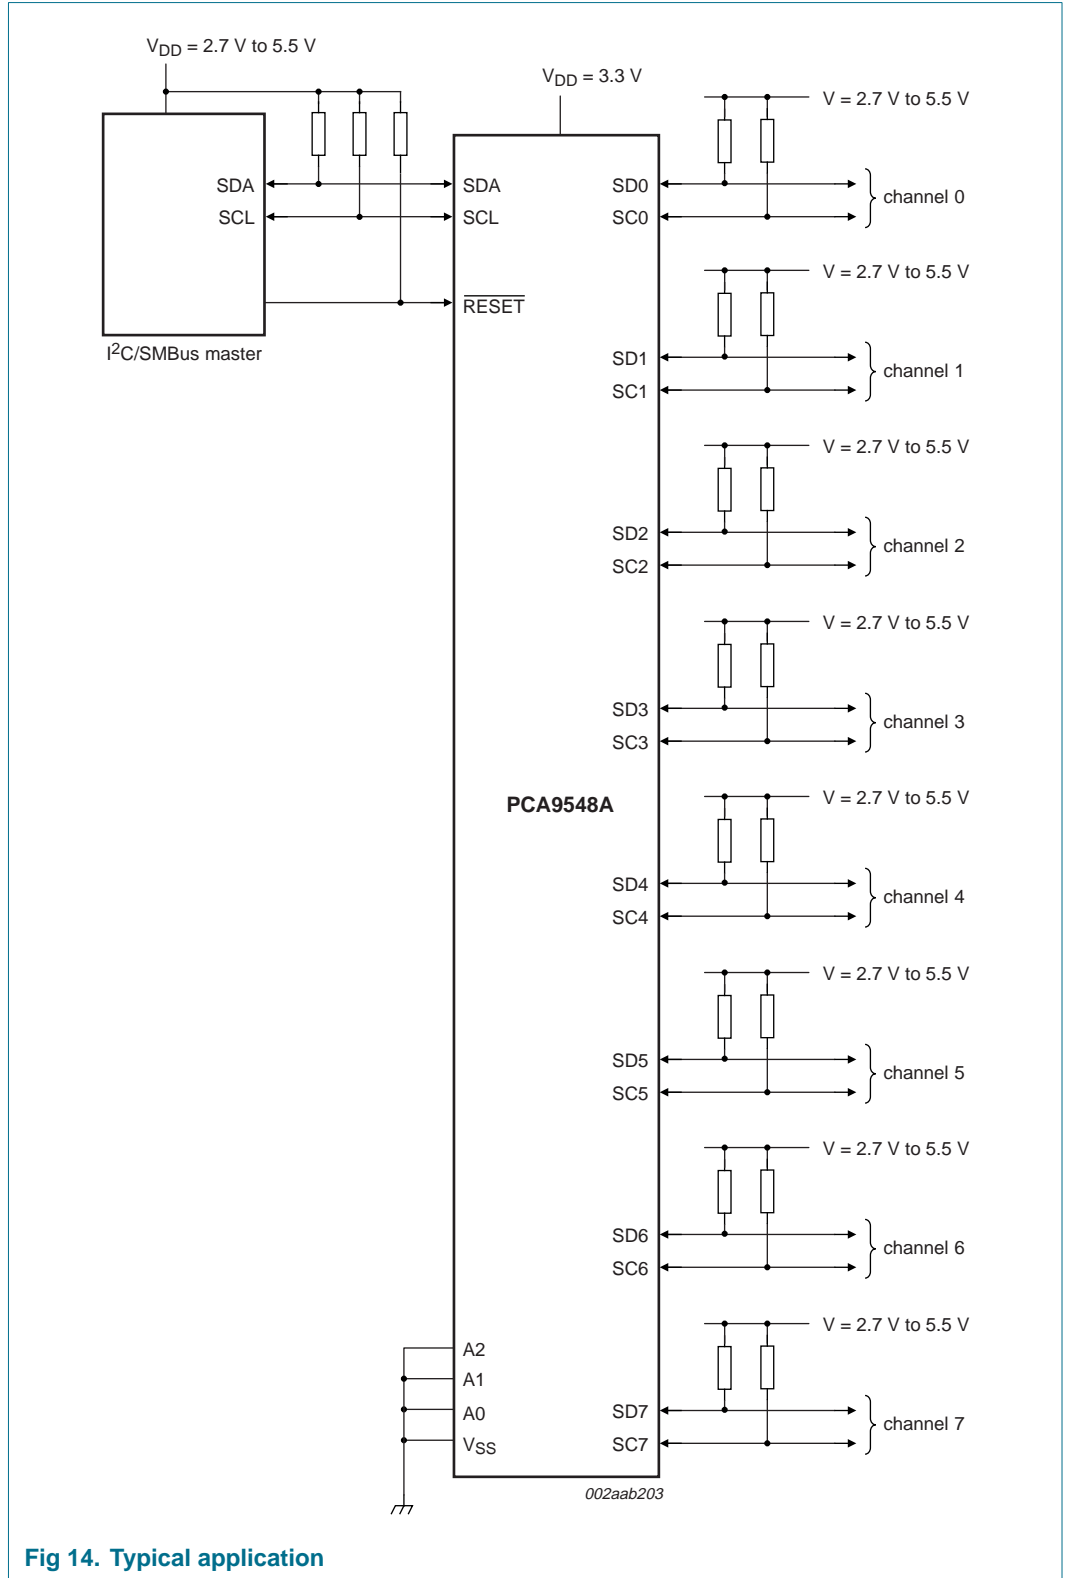 V_DD = 2.7 V to 5.5 V
V_DD = 3.3 V
V = 2.7 V to 5.5 V
SDA
SCL
SDA
SCL
RESET
I²C/SMBus master
SD0
SC0
channel 0
V = 2.7 V to 5.5 V
SD1
SC1
channel 1
V = 2.7 V to 5.5 V
SD2
SC2
channel 2
V = 2.7 V to 5.5 V
SD3
SC3
channel 3
PCA9548A
V = 2.7 V to 5.5 V
SD4
SC4
channel 4
V = 2.7 V to 5.5 V
SD5
SC5
channel 5
V = 2.7 V to 5.5 V
SD6
SC6
channel 6
V = 2.7 V to 5.5 V
A2
A1
A0
V_SS
SD7
SC7
channel 7
002aab203
Fig 14. Typical application